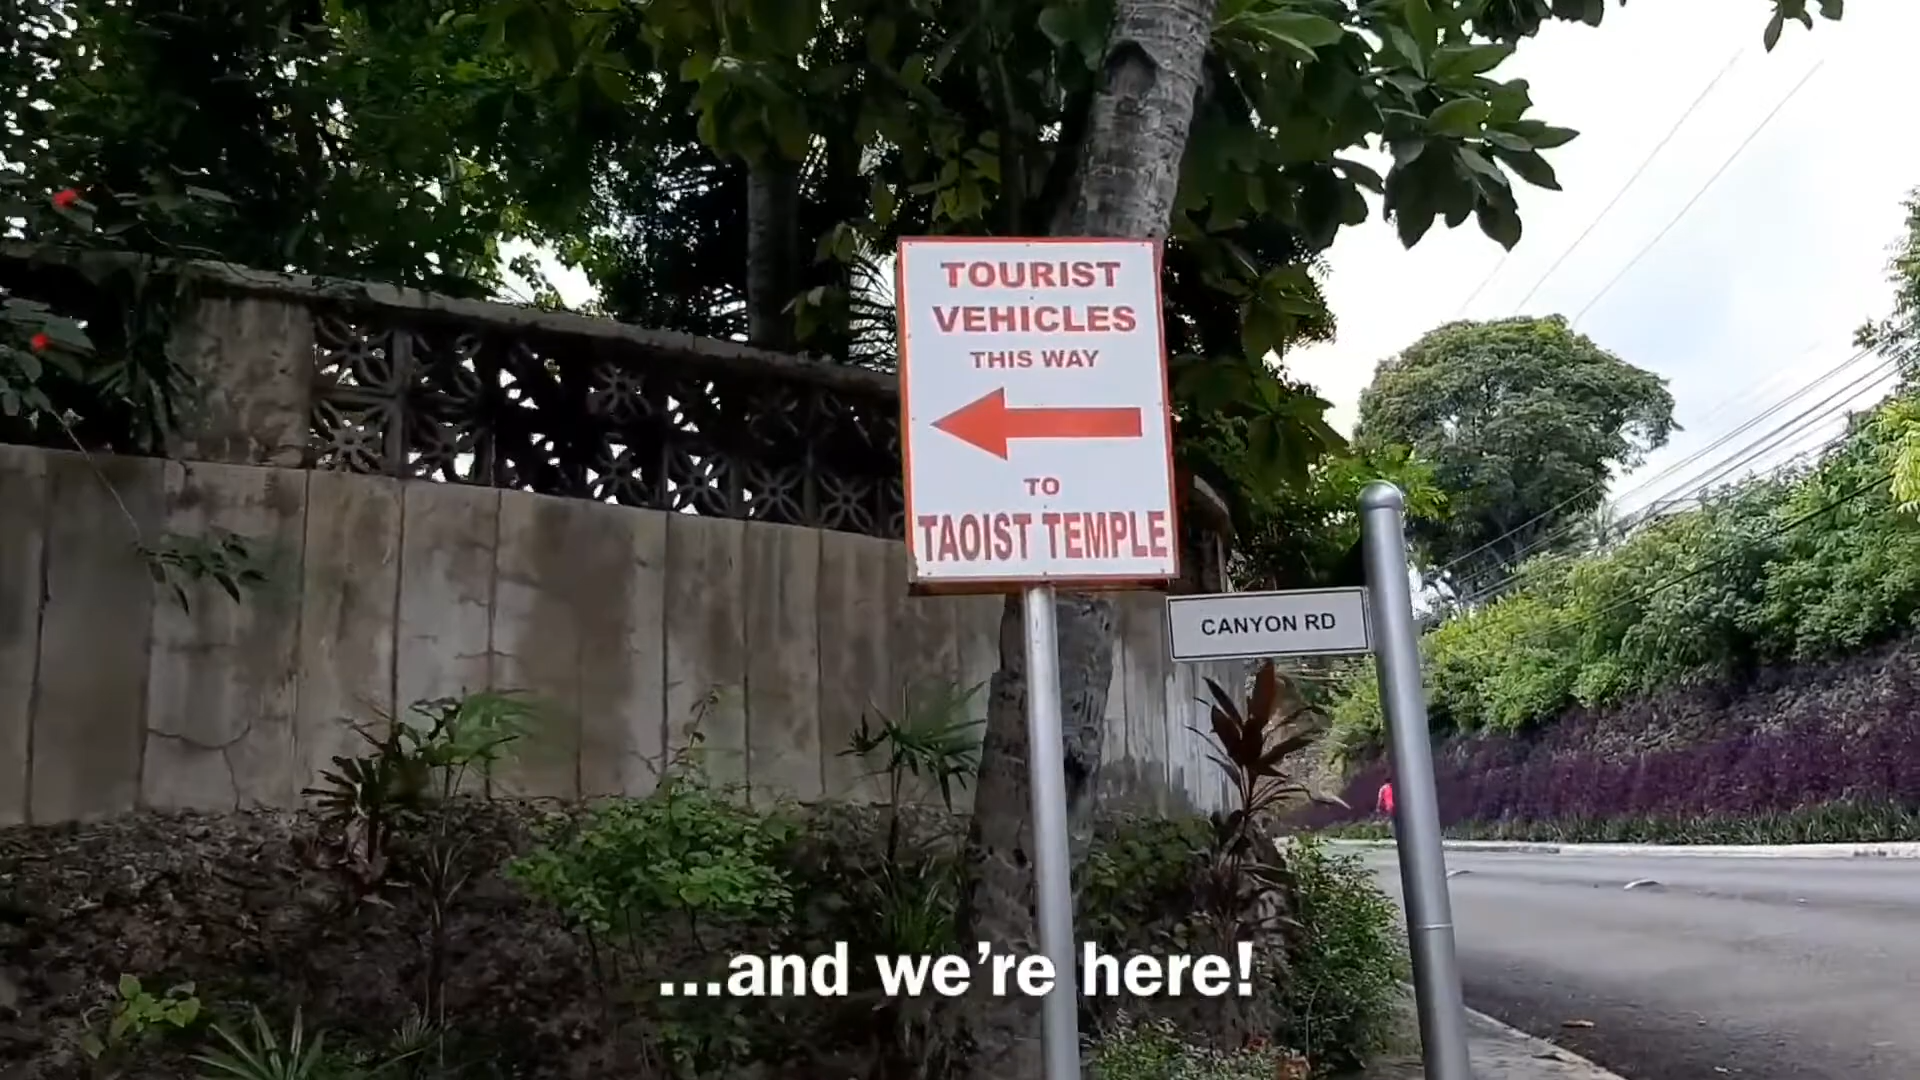 TOURIST
VEHICLES
THIS WAY
TO
TAOIST TEMPLE
CANYON RD
...and we're here!